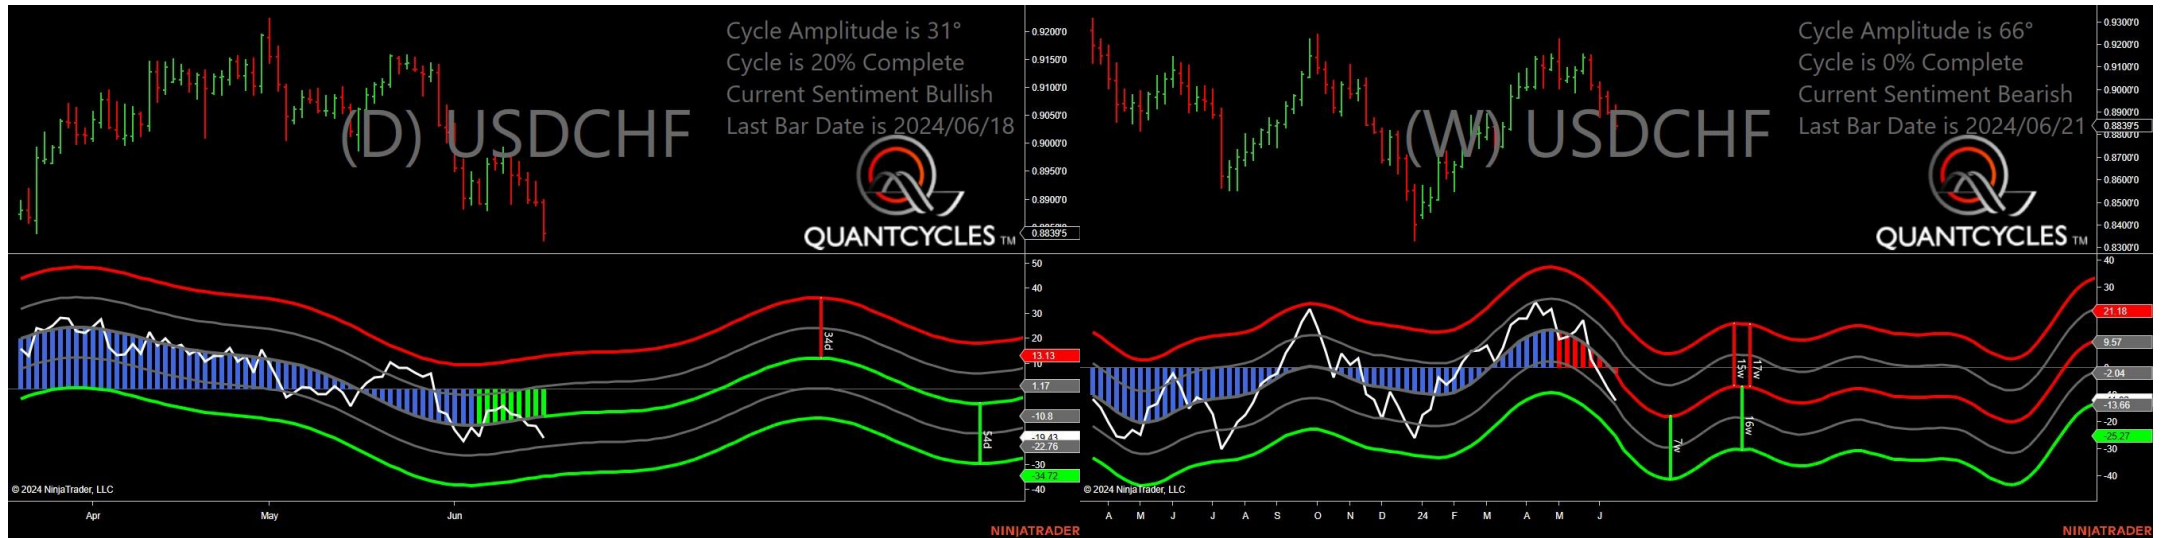 Cycle Amplitude is 31°
Cycle is 20% Complete
Current Sentiment Bullish
Last Bar Date is 2024/06/18
(D) USDCHF
QUANTCYCLES TM
0.9200'0
0.9150'0
0.9100'0
0.9050'0
0.9000'0
0.8950'0
0.8900'0
0.8839'5
50
40
30
20
13.13
10
1.17
-10.8
-19.43
-22.76
-30
-34.72
-40
34d
54d
© 2024 NinjaTrader, LLC
Apr May Jun
NINJATRADER
Cycle Amplitude is 66°
Cycle is 0% Complete
Current Sentiment Bearish
Last Bar Date is 2024/06/21
(W) USDCHF
QUANTCYCLES TM
0.9300'0
0.9200'0
0.9100'0
0.9000'0
0.8900'0
0.8839'5
0.8800'0
0.8700'0
0.8600'0
0.8500'0
0.8400'0
0.8300'0
40
30
21.18
9.57
-2.04
-13.66
-20
-25.27
-30
-40
7w
15w
17w
16w
© 2024 NinjaTrader, LLC
A M J J A S O N D 24 F M A M J
NINJATRADER